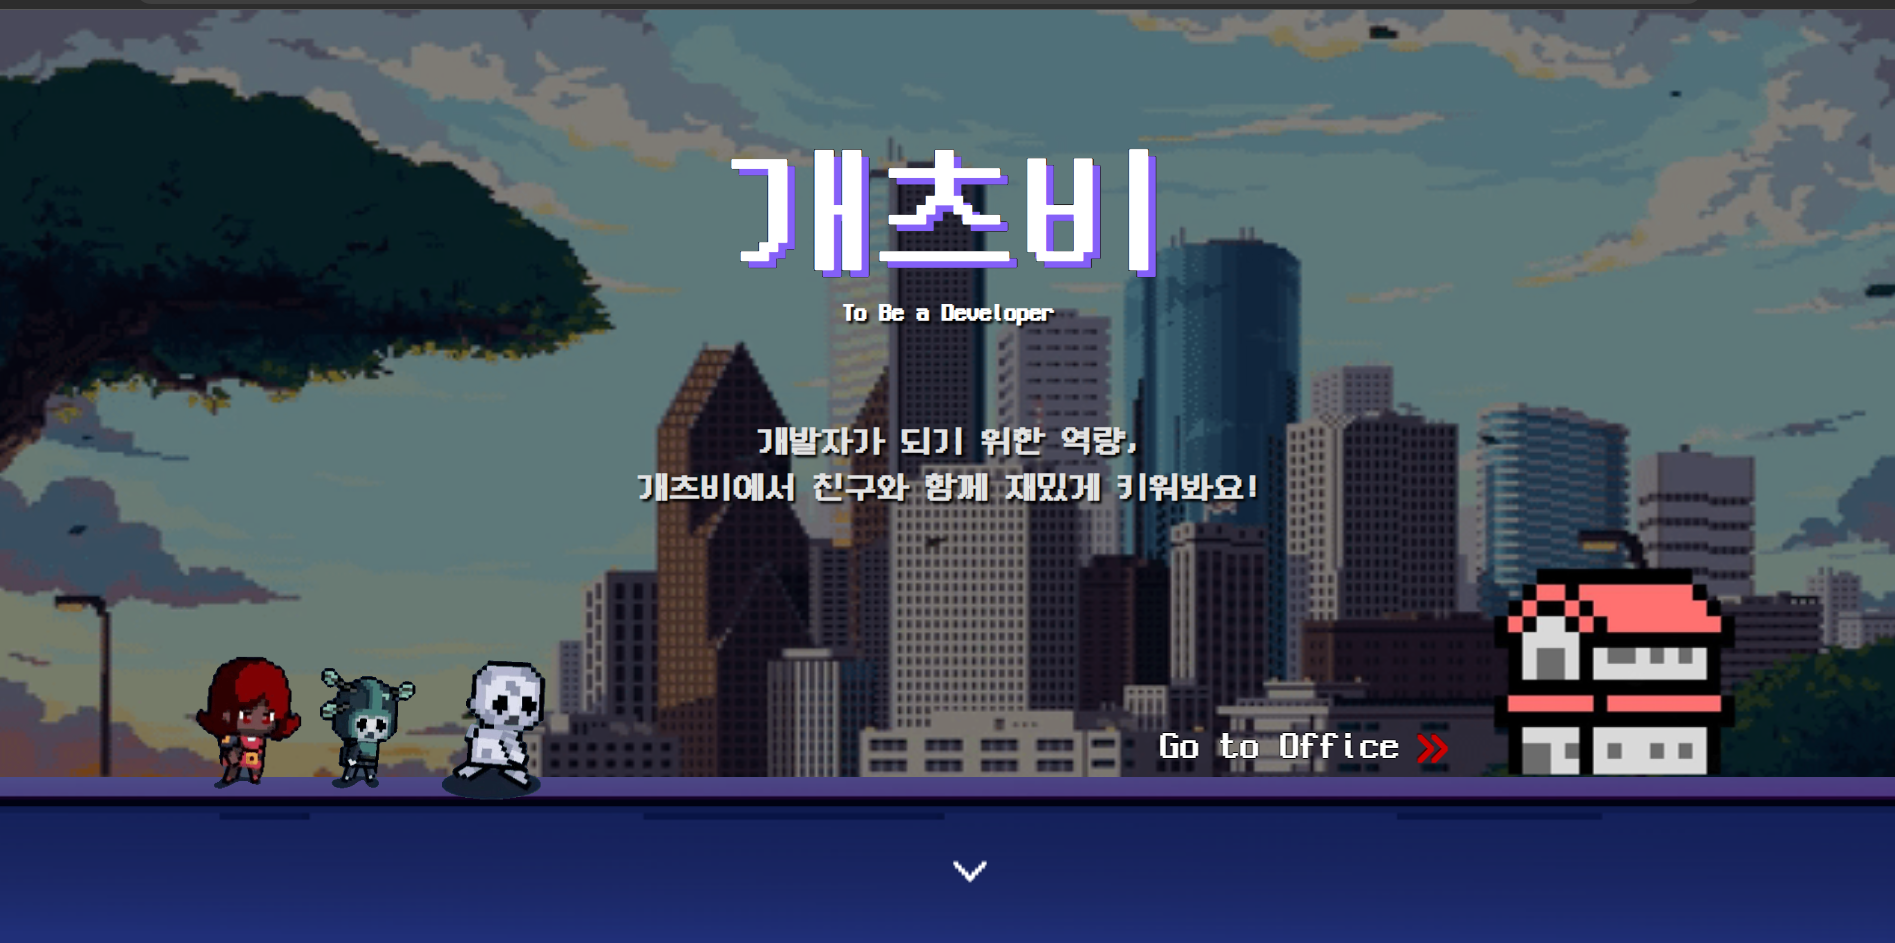 개츠비
To Be a Developer
개발자가 되기 위한 역량,
개츠비에서 친구와 함께 재밌게 키워봐요!
Go to Office